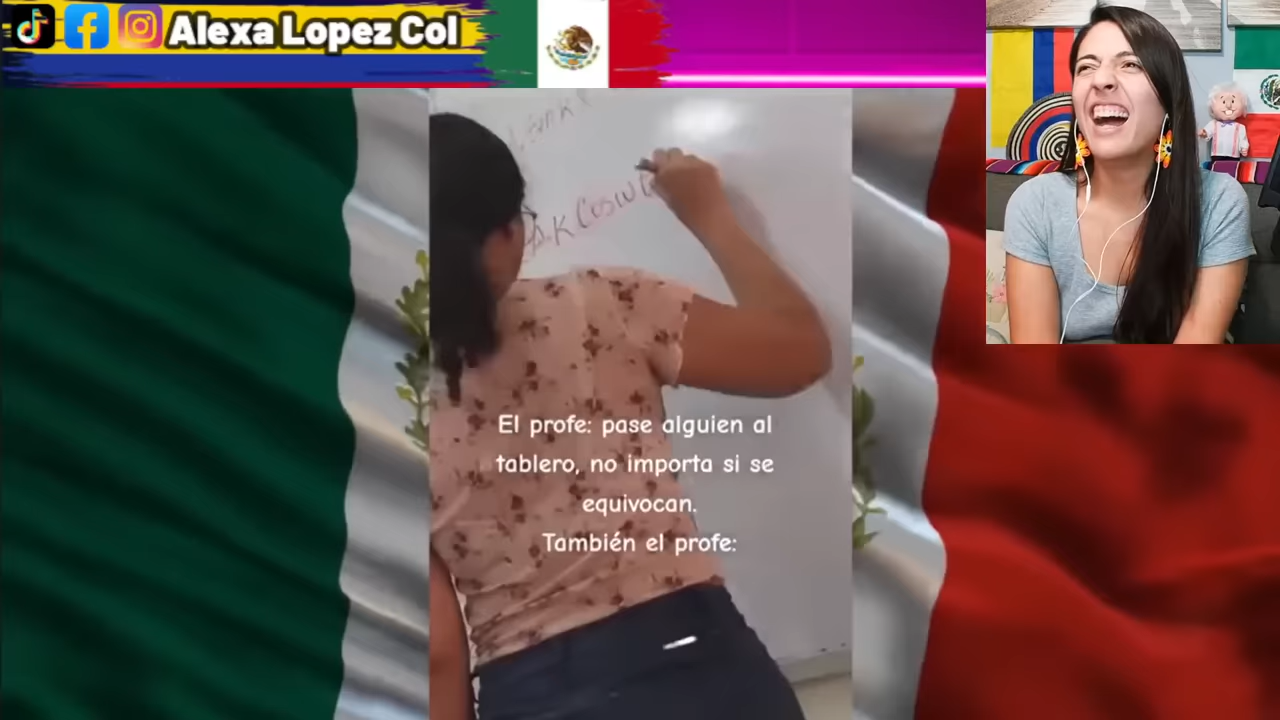 Alexa Lopez Col
El profe: pase alguien al
tablero, no importa si se
equivocan.
También el profe: